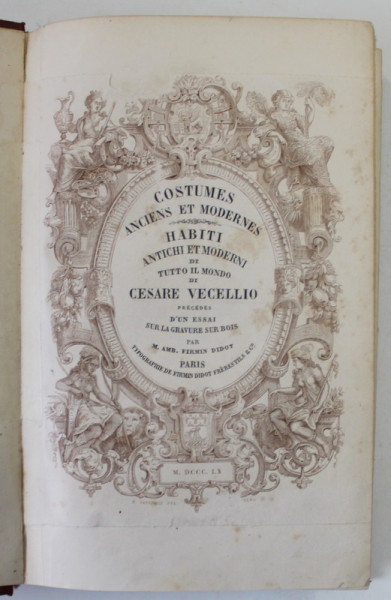 COSTUMES
ANCIENS ET MODERNES
HABITI
ANTICHI ET MODERNI
DI
TUTTO IL MONDO
DI
CESARE VECELLIO
PRÉCÉDÉS
D'UN ESSAI
SUR LA GRAVURE SUR BOIS
PAR
M. AMB. FIRMIN DIDOT
PARIS
TYPOGRAPHIE DE FIRMIN DIDOT FRÈRES FILS & Cie
M. DCCC. LX